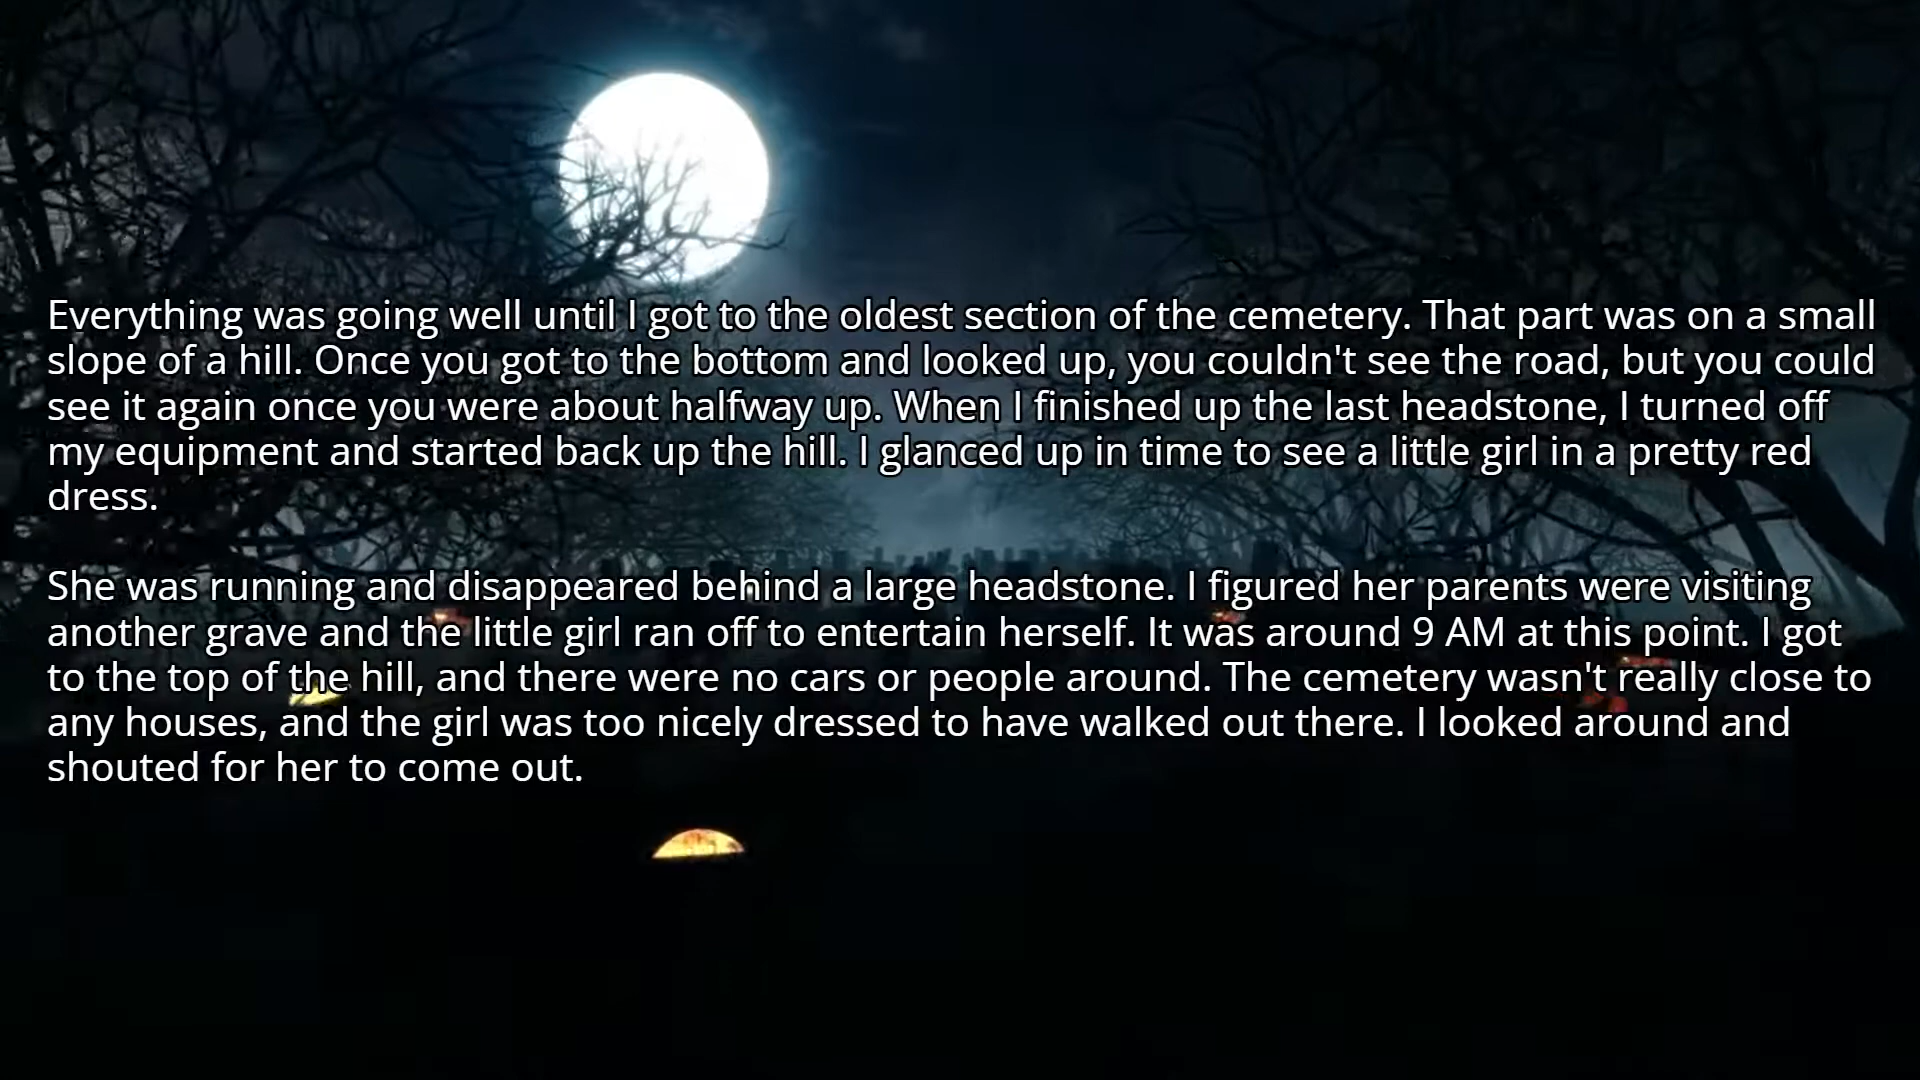 Everything was going well until I got to the oldest section of the cemetery. That part was on a small
slope of a hill. Once you got to the bottom and looked up, you couldn't see the road, but you could
see it again once you were about halfway up. When I finished up the last headstone, I turned off
my equipment and started back up the hill. I glanced up in time to see a little girl in a pretty red
dress.
She was running and disappeared behind a large headstone. I figured her parents were visiting
another grave and the little girl ran off to entertain herself. It was around 9 AM at this point. I got
to the top of the hill, and there were no cars or people around. The cemetery wasn't really close to
any houses, and the girl was too nicely dressed to have walked out there. I looked around and
shouted for her to come out.